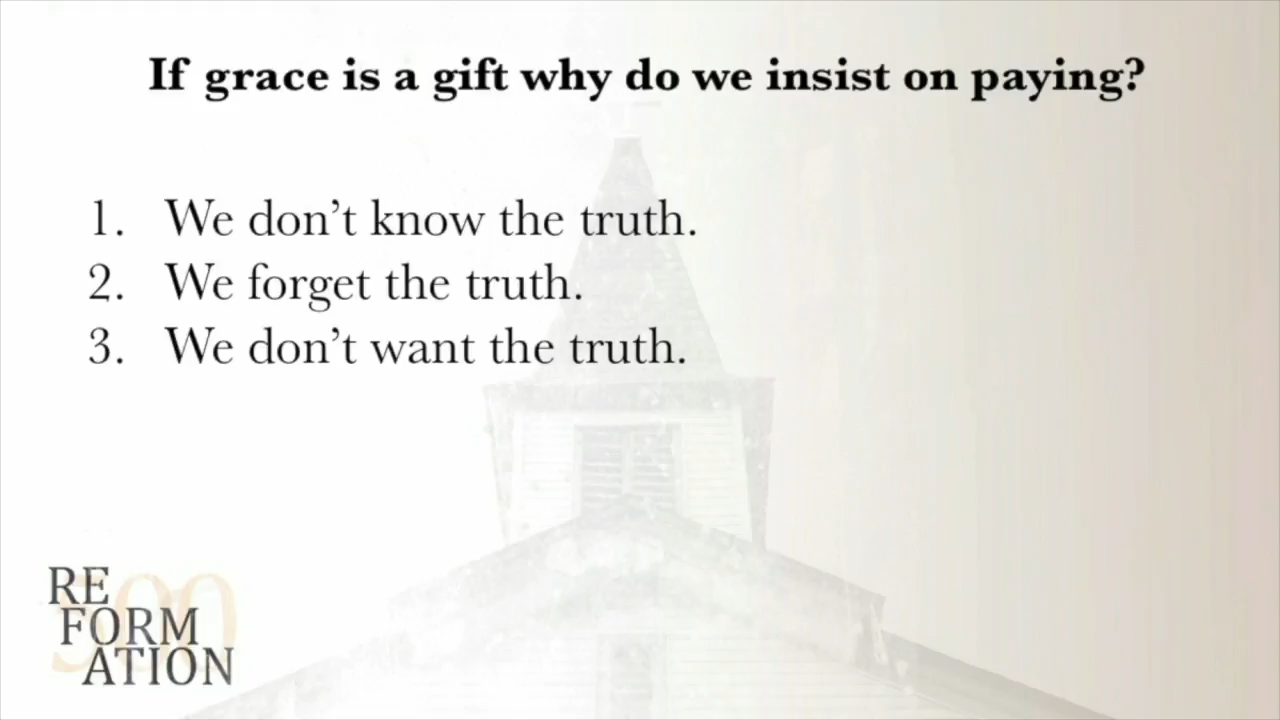 If grace is a gift why do we insist on paying?
1. We don’t know the truth.
2. We forget the truth.
3. We don’t want the truth.
500
RE
FORM
ATION